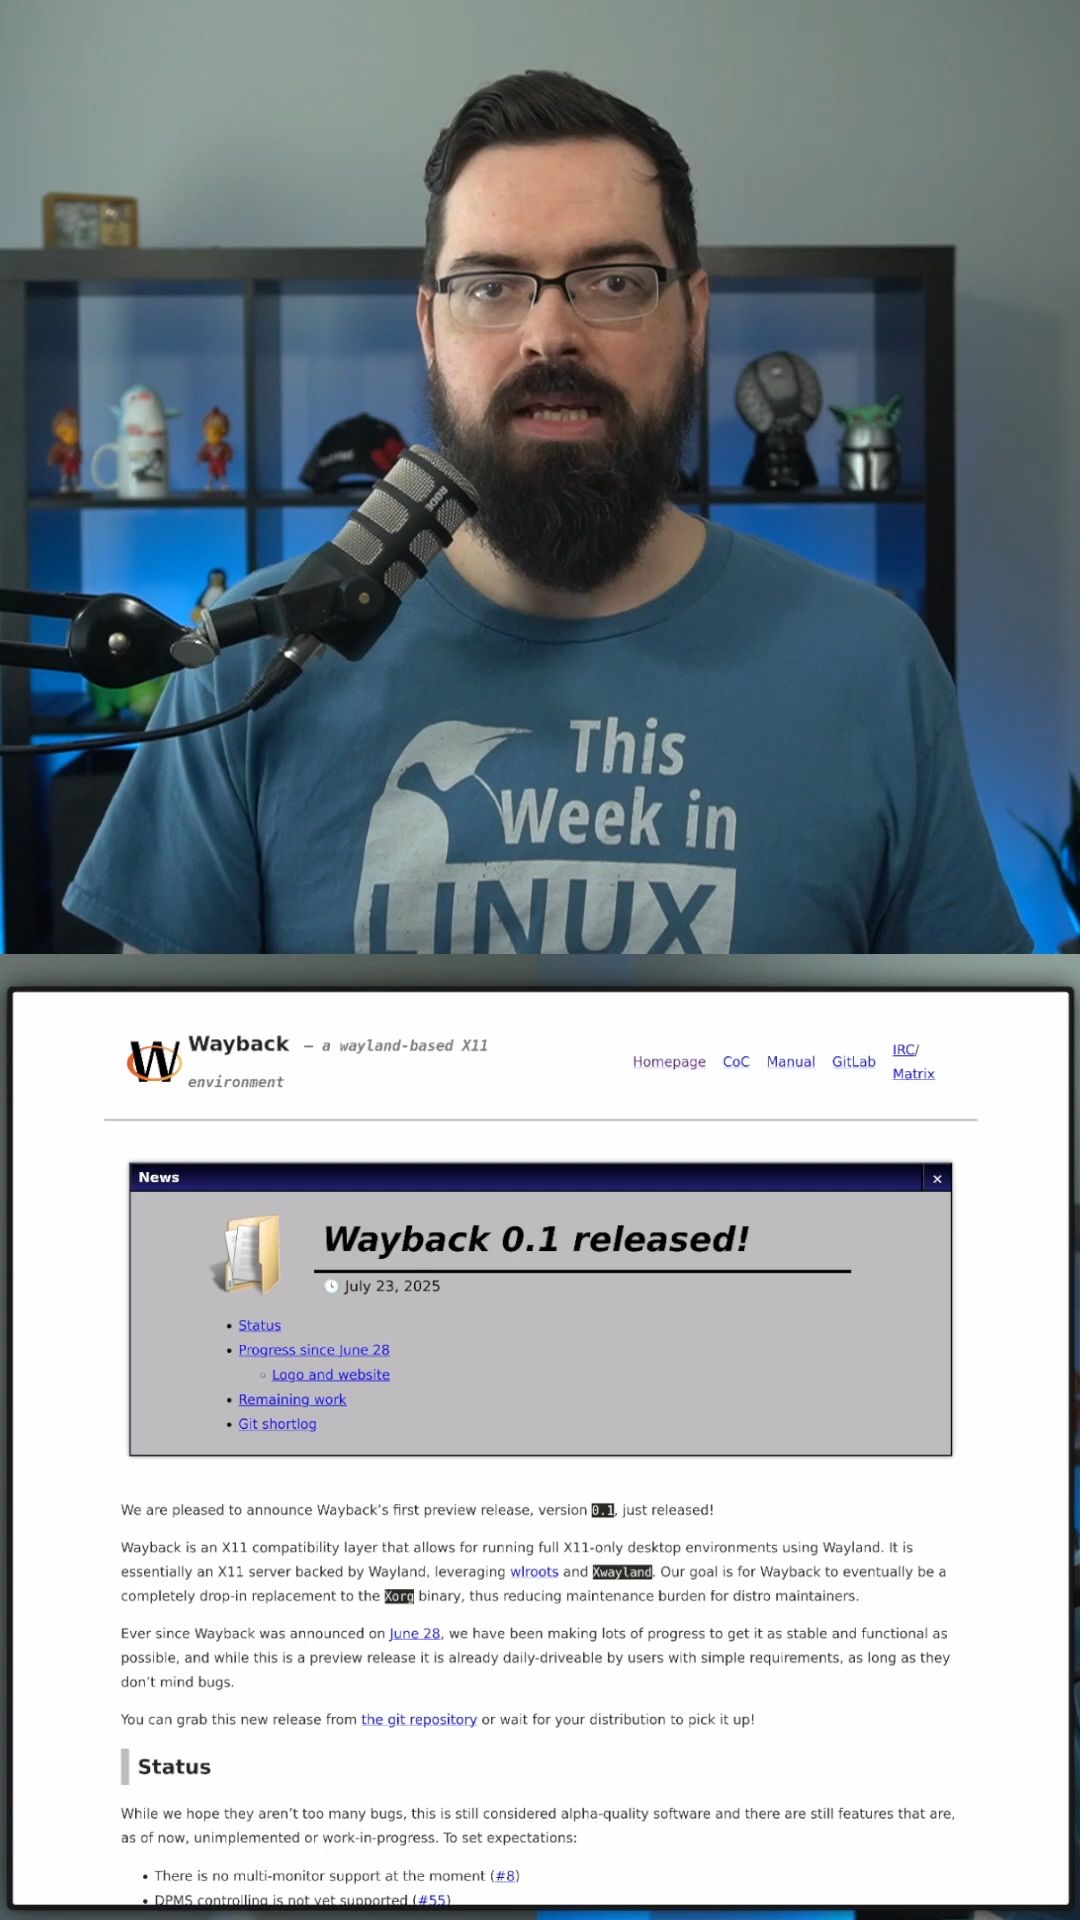 RØDE
This
Week in
LINUX
W
Wayback – a wayland-based X11
environment
Homepage CoC Manual GitLab IRC/
Matrix
News ×
Wayback 0.1 released!
July 23, 2025
• Status
• Progress since June 28
◦ Logo and website
• Remaining work
• Git shortlog
We are pleased to announce Wayback’s first preview release, version 0.1, just released!
Wayback is an X11 compatibility layer that allows for running full X11-only desktop environments using Wayland. It is
essentially an X11 server backed by Wayland, leveraging wlroots and Xwayland. Our goal is for Wayback to eventually be a
completely drop-in replacement to the Xorg binary, thus reducing maintenance burden for distro maintainers.
Ever since Wayback was announced on June 28, we have been making lots of progress to get it as stable and functional as
possible, and while this is a preview release it is already daily-driveable by users with simple requirements, as long as they
don’t mind bugs.
You can grab this new release from the git repository or wait for your distribution to pick it up!
Status
While we hope they aren’t too many bugs, this is still considered alpha-quality software and there are still features that are,
as of now, unimplemented or work-in-progress. To set expectations:
• There is no multi-monitor support at the moment (#8)
• DPMS controlling is not yet supported (#55)